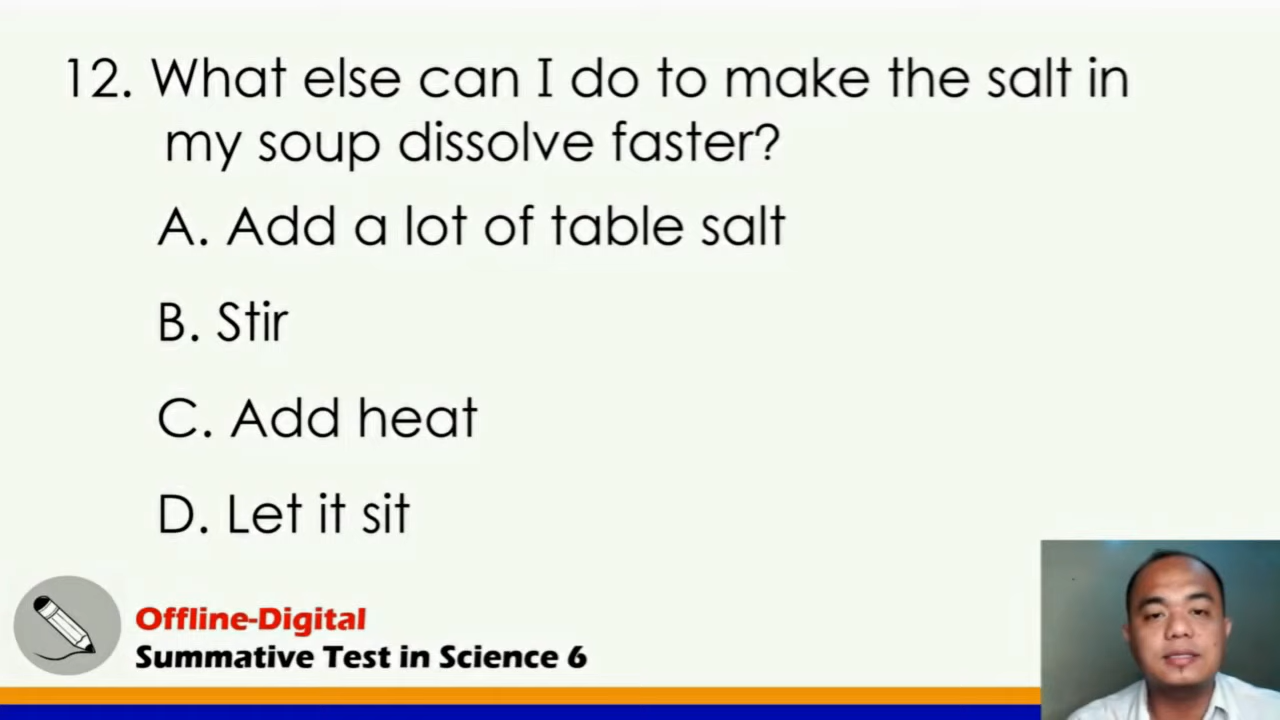 12. What else can I do to make the salt in
my soup dissolve faster?
A. Add a lot of table salt
B. Stir
C. Add heat
D. Let it sit
Offline-Digital
Summative Test in Science 6